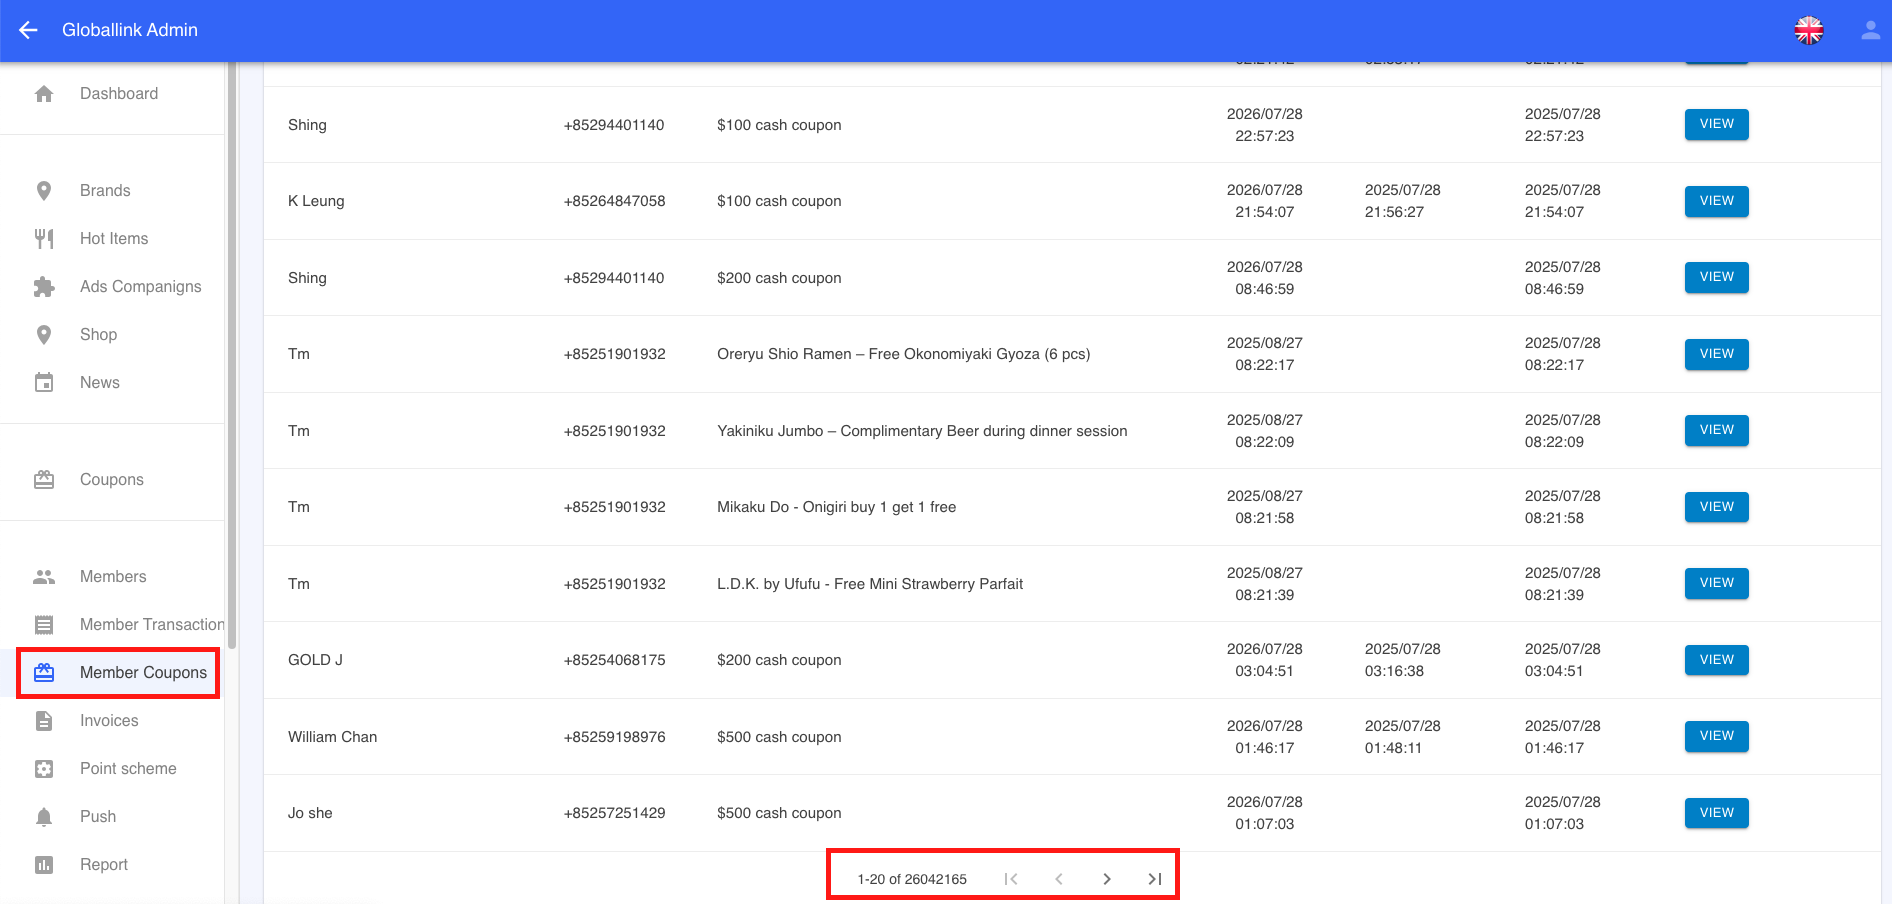 Globallink Admin
Dashboard
Brands
Hot Items
Ads Companigns
Shop
News
Coupons
Members
Member Transaction
Member Coupons
Invoices
Point scheme
Push
Report
Shing +85294401140 $100 cash coupon 2026/07/28 22:57:23 2025/07/28 22:57:23 VIEW
K Leung +85264847058 $100 cash coupon 2026/07/28 21:54:07 2025/07/28 21:56:27 2025/07/28 21:54:07 VIEW
Shing +85294401140 $200 cash coupon 2026/07/28 08:46:59 2025/07/28 08:46:59 VIEW
Tm +85251901932 Oreryu Shio Ramen – Free Okonomiyaki Gyoza (6 pcs) 2025/08/27 08:22:17 2025/07/28 08:22:17 VIEW
Tm +85251901932 Yakiniku Jumbo – Complimentary Beer during dinner session 2025/08/27 08:22:09 2025/07/28 08:22:09 VIEW
Tm +85251901932 Mikaku Do - Onigiri buy 1 get 1 free 2025/08/27 08:21:58 2025/07/28 08:21:58 VIEW
Tm +85251901932 L.D.K. by Ufufu - Free Mini Strawberry Parfait 2025/08/27 08:21:39 2025/07/28 08:21:39 VIEW
GOLD J +85254068175 $200 cash coupon 2026/07/28 03:04:51 2025/07/28 03:16:38 2025/07/28 03:04:51 VIEW
William Chan +85259198976 $500 cash coupon 2026/07/28 01:46:17 2025/07/28 01:48:11 2025/07/28 01:46:17 VIEW
Jo she +85257251429 $500 cash coupon 2026/07/28 01:07:03 2025/07/28 01:07:03 VIEW
1-20 of 26042165